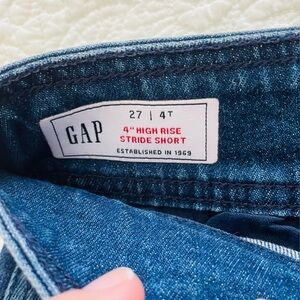 GAP
27 | 4T
4" HIGH RISE
STRIDE SHORT
ESTABLISHED IN 1969